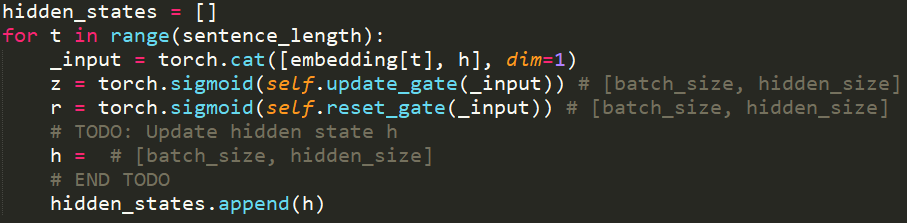 hidden_states = []
for t in range(sentence_length):
    _input = torch.cat([embedding[t], h], dim=1)
    z = torch.sigmoid(self.update_gate(_input)) # [batch_size, hidden_size]
    r = torch.sigmoid(self.reset_gate(_input)) # [batch_size, hidden_size]
    # TODO: Update hidden state h
    h =  # [batch_size, hidden_size]
    # END TODO
    hidden_states.append(h)